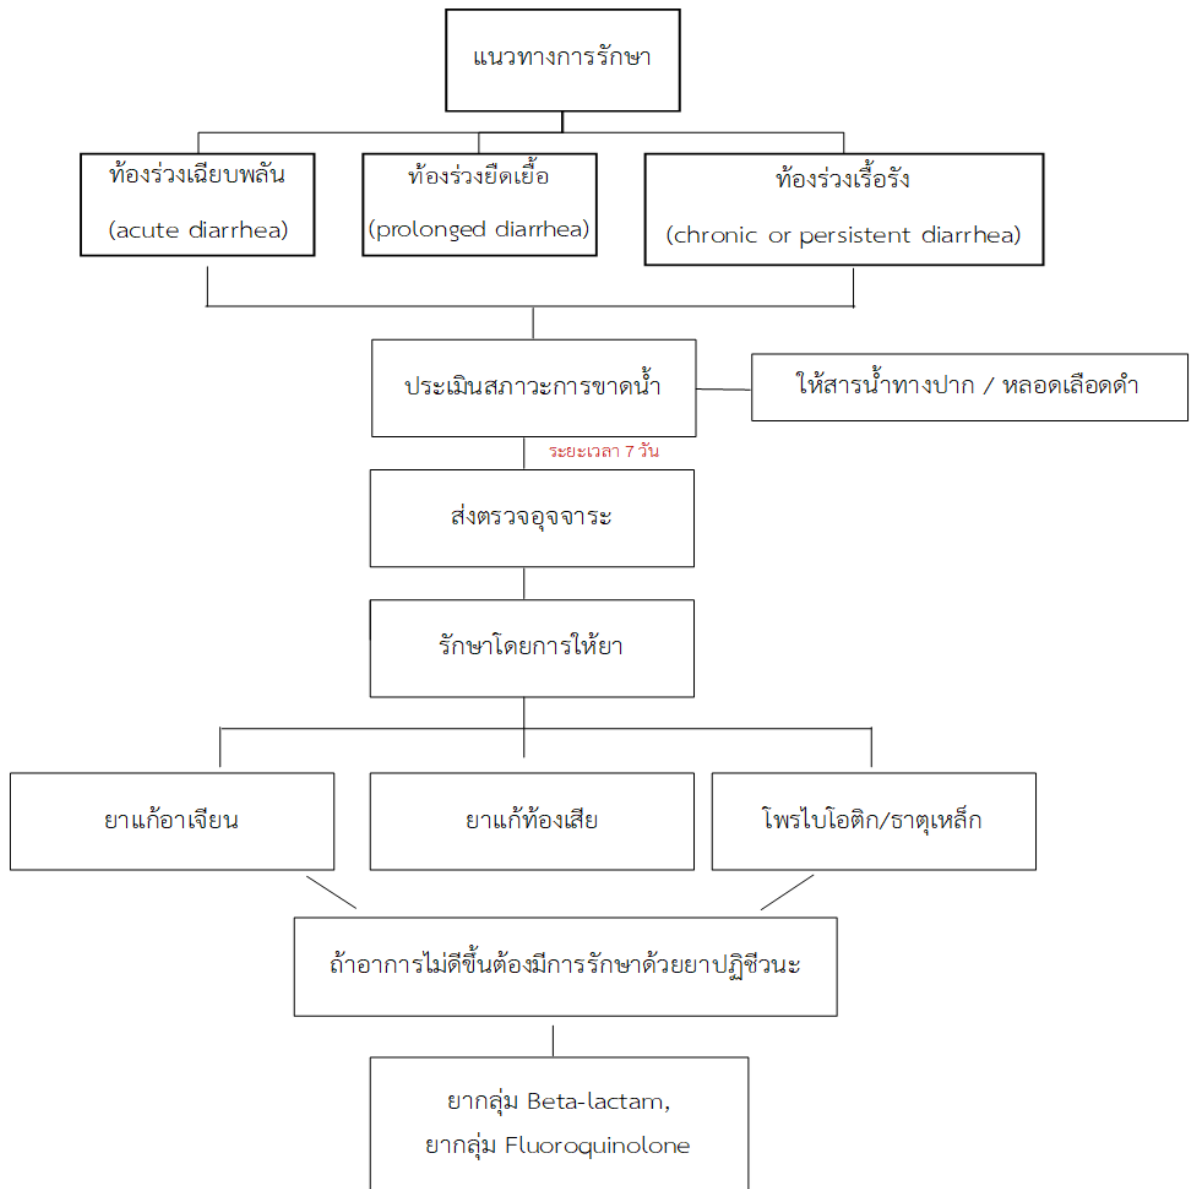 แนวทางการรักษา
ท้องร่วงเฉียบพลัน
(acute diarrhea)
ท้องร่วงยืดเยื้อ
(prolonged diarrhea)
ท้องร่วงเรื้อรัง
(chronic or persistent diarrhea)
ประเมินสภาวะการขาดน้ำ
ให้สารน้ำทางปาก / หลอดเลือดดำ
ระยะเวลา 7 วัน
ส่งตรวจอุจจาระ
รักษาโดยการให้ยา
ยาแก้อาเจียน
ยาแก้ท้องเสีย
โพรไบโอติก/ธาตุเหล็ก
ถ้าอาการไม่ดีขึ้นต้องมีการรักษาด้วยยาปฏิชีวนะ
ยากลุ่ม Beta-lactam,
ยากลุ่ม Fluoroquinolone